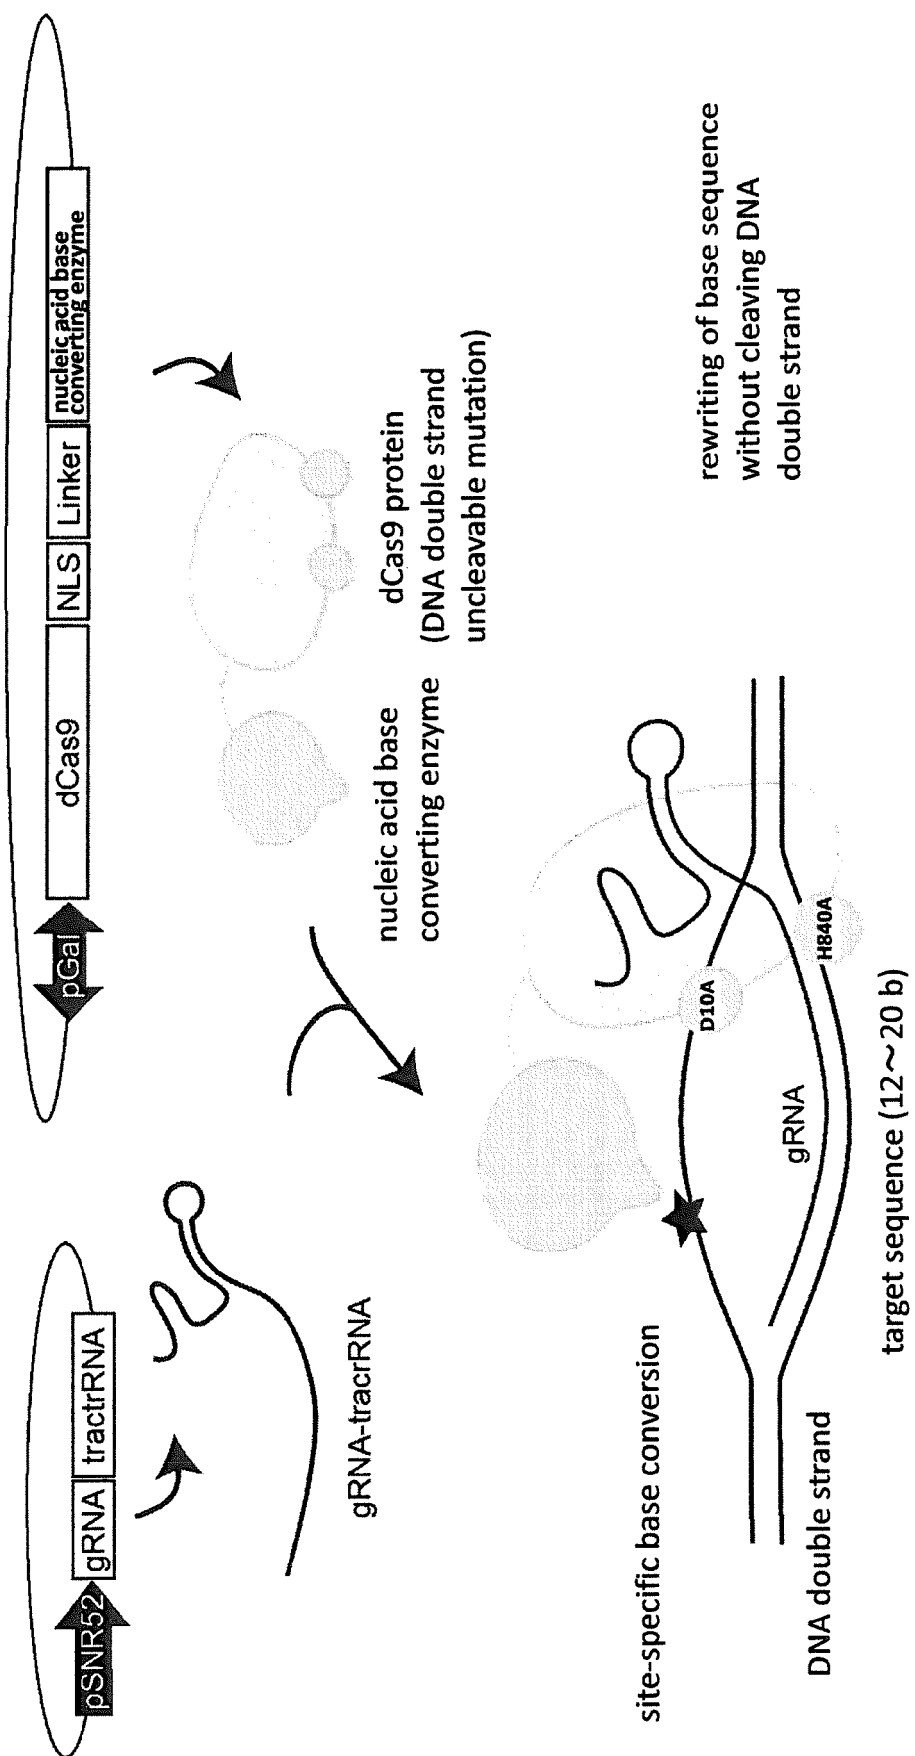 pSNR52
gRNA
tractrRNA
pGal
dCas9
NLS
Linker
nucleic acid base
converting enzyme
gRNA-tracrRNA
nucleic acid base
converting enzyme
dCas9 protein
(DNA double strand
uncleavable mutation)
site-specific base conversion
D10A
H840A
gRNA
DNA double strand
target sequence (12～20 b)
rewriting of base sequence
without cleaving DNA
double strand